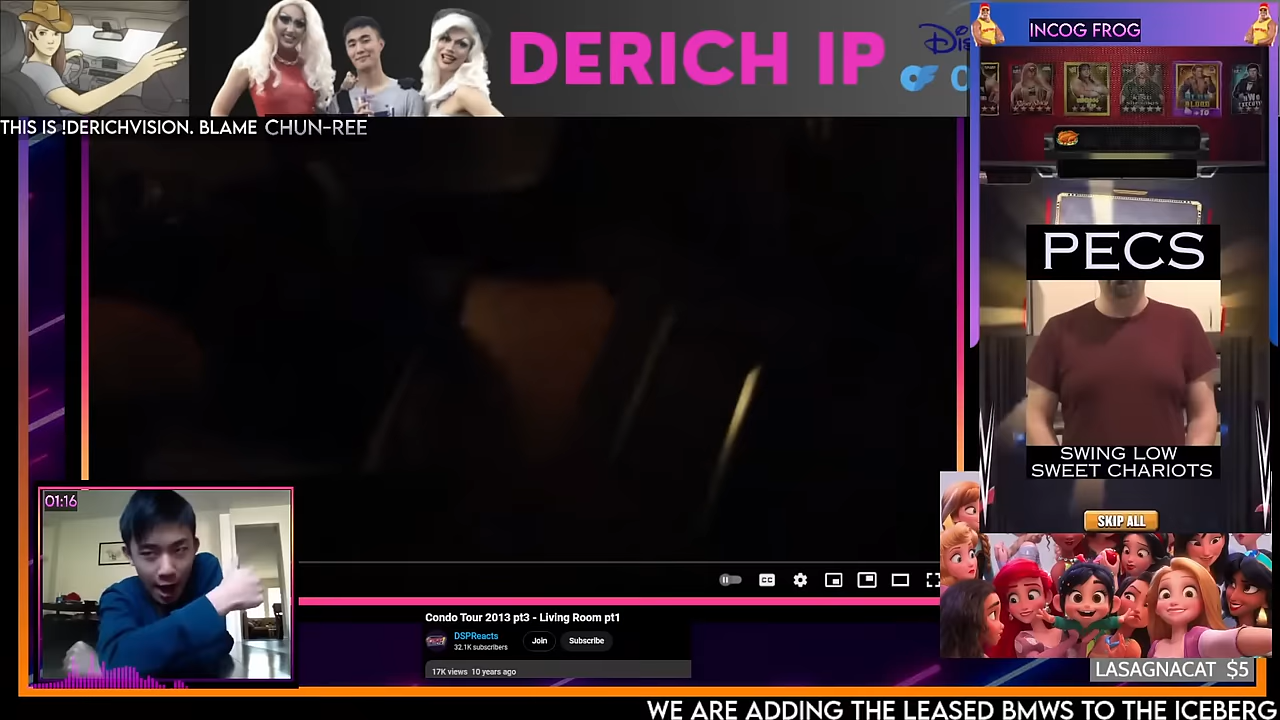 DERICH IP
INCOG FROG
THIS IS !DERICHVISION. BLAME CHUN-REE
PECS
SWING LOW
SWEET CHARIOTS
SKIP ALL
01:16
CC
Condo Tour 2013 pt3 - Living Room pt1
DSPReacts
32.1K subscribers
Join
Subscribe
17K views 10 years ago
LASAGNACAT $5
WE ARE ADDING THE LEASED BMWS TO THE ICEBERG